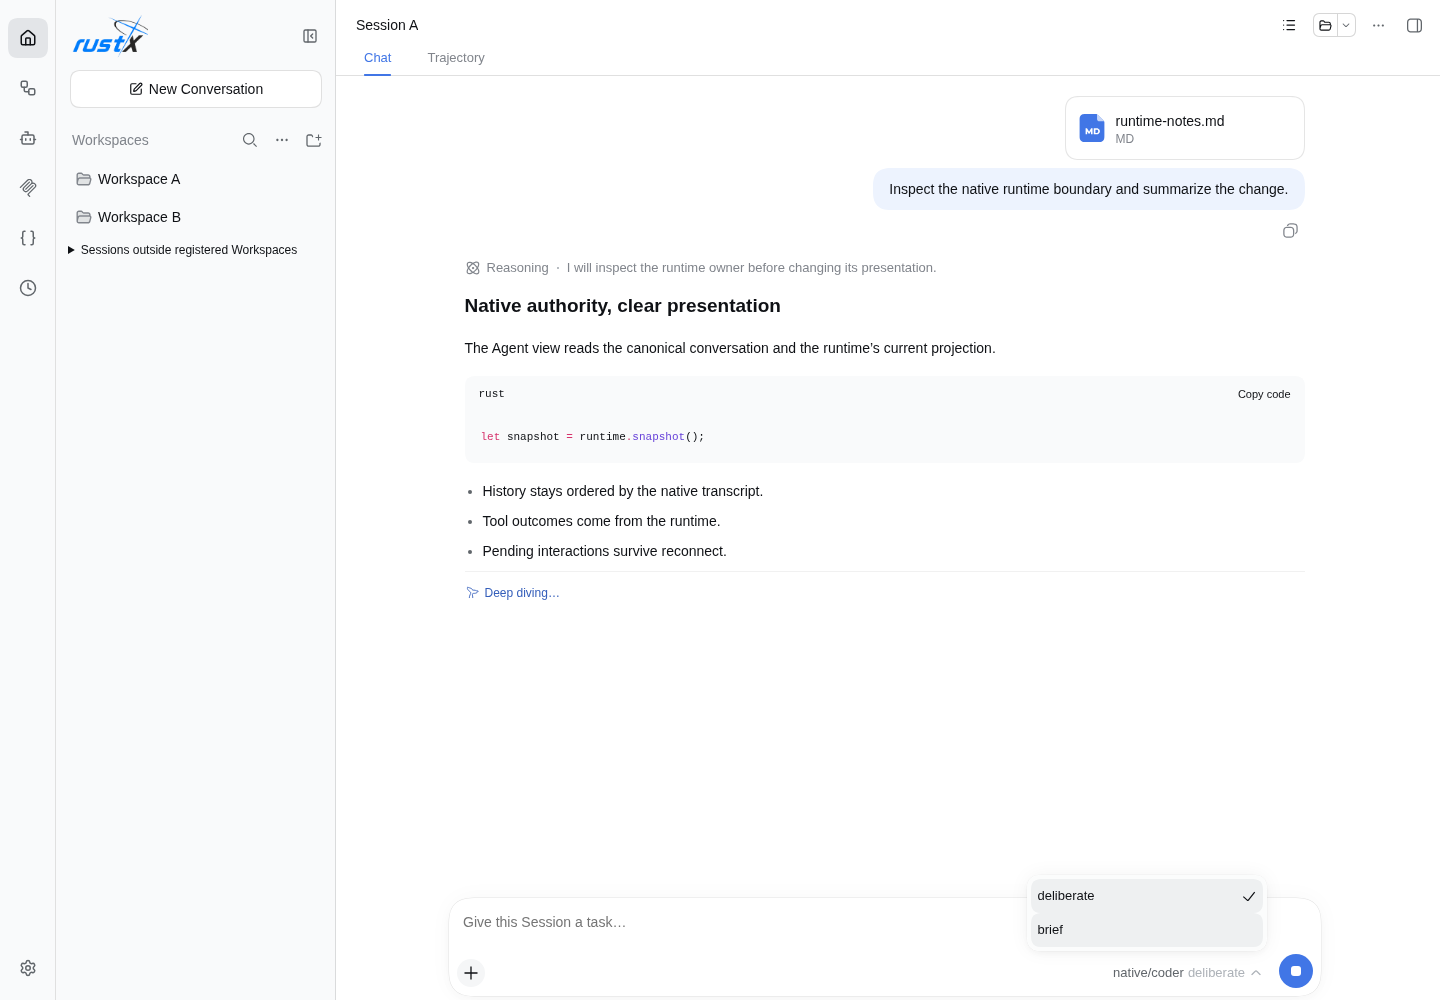 rustX
New Conversation
Workspaces
Workspace A
Workspace B
Sessions outside registered Workspaces
Session A
Chat
Trajectory
MD
runtime-notes.md
MD
Inspect the native runtime boundary and summarize the change.
Reasoning · I will inspect the runtime owner before changing its presentation.
Native authority, clear presentation
The Agent view reads the canonical conversation and the runtime’s current projection.
rust
Copy code
let snapshot = runtime.snapshot();
• History stays ordered by the native transcript.
• Tool outcomes come from the runtime.
• Pending interactions survive reconnect.
Deep diving…
deliberate
brief
Give this Session a task…
native/coder deliberate